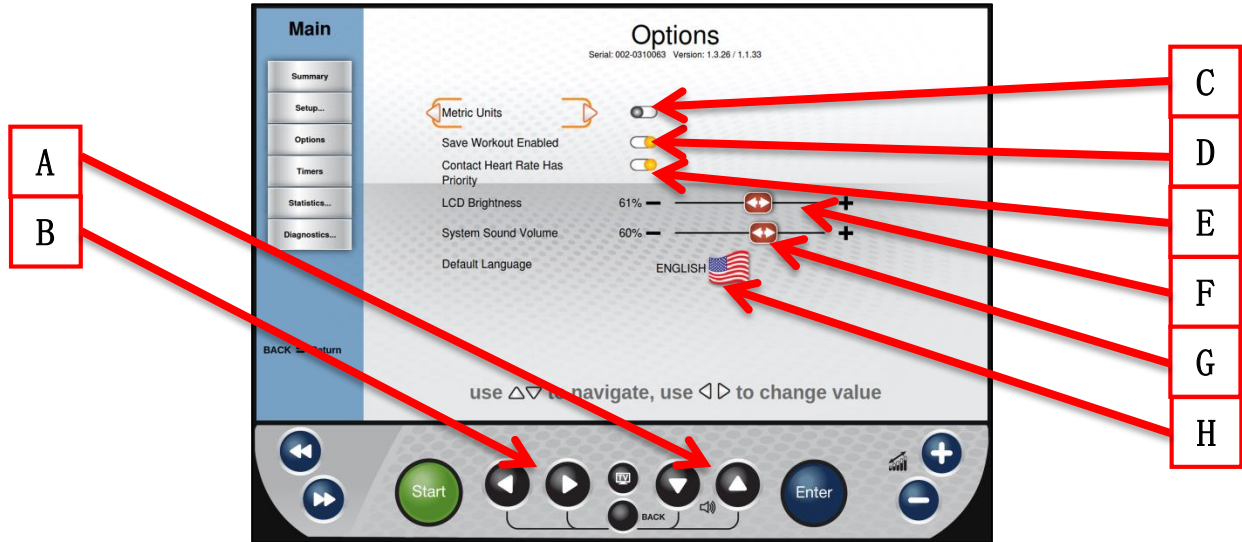 Main
Options
Serial: 002-0310063 Version: 1.3.26 / 1.1.33
Summary
Setup...
Options
Timers
Statistics...
Diagnostics...
BACK = Return
Metric Units
Save Workout Enabled
Contact Heart Rate Has
Priority
LCD Brightness 61%
System Sound Volume 60%
Default Language ENGLISH
use △▽ to navigate, use ◁ ▷ to change value
Start
TV
BACK
Enter
A
B
C
D
E
F
G
H